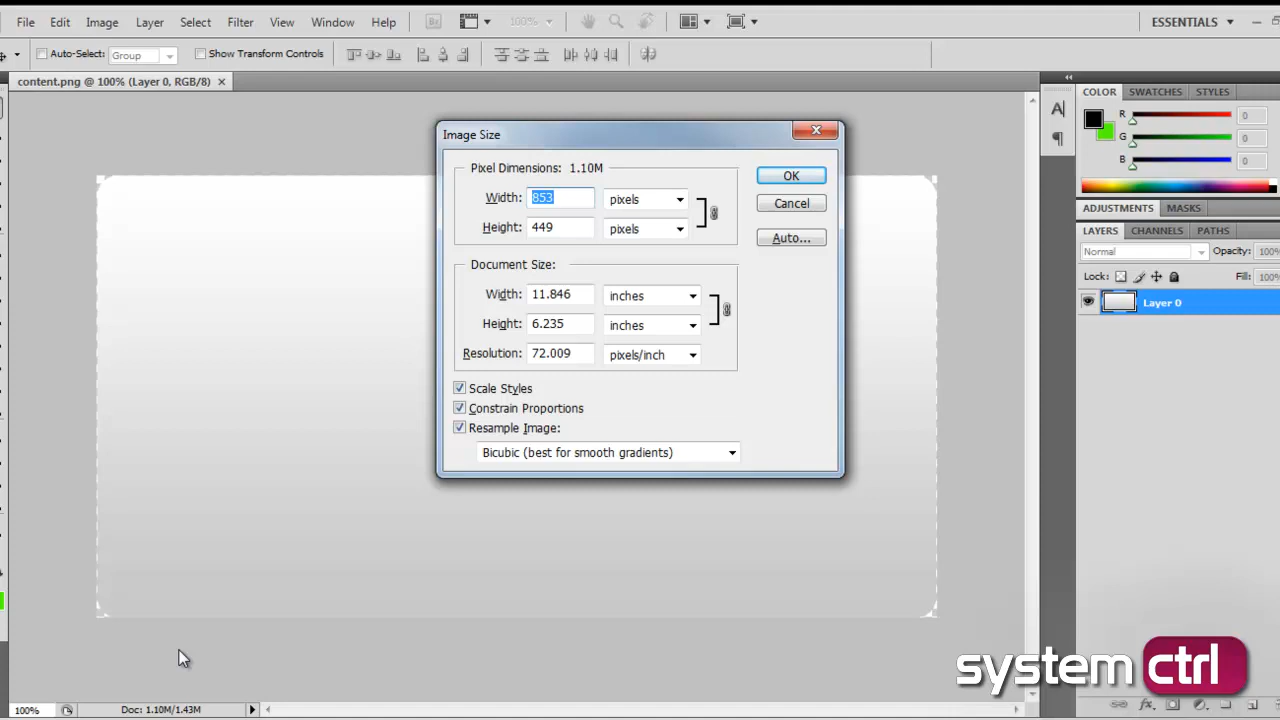 File Edit Image Layer Select Filter View Window Help Br 100% ESSENTIALS
Auto-Select: Group Show Transform Controls
content.png @ 100% (Layer 0, RGB/8)
COLOR SWATCHES STYLES
R 0
G 0
B 0
ADJUSTMENTS MASKS
LAYERS CHANNELS PATHS
Normal Opacity: 100%
Lock: Fill: 100%
Layer 0
Image Size
Pixel Dimensions: 1.10M
Width: 853 pixels
Height: 449 pixels
OK
Cancel
Auto...
Document Size:
Width: 11.846 inches
Height: 6.235 inches
Resolution: 72.009 pixels/inch
Scale Styles
Constrain Proportions
Resample Image:
Bicubic (best for smooth gradients)
system ctrl
100% Doc: 1.10M/1.43M
fx